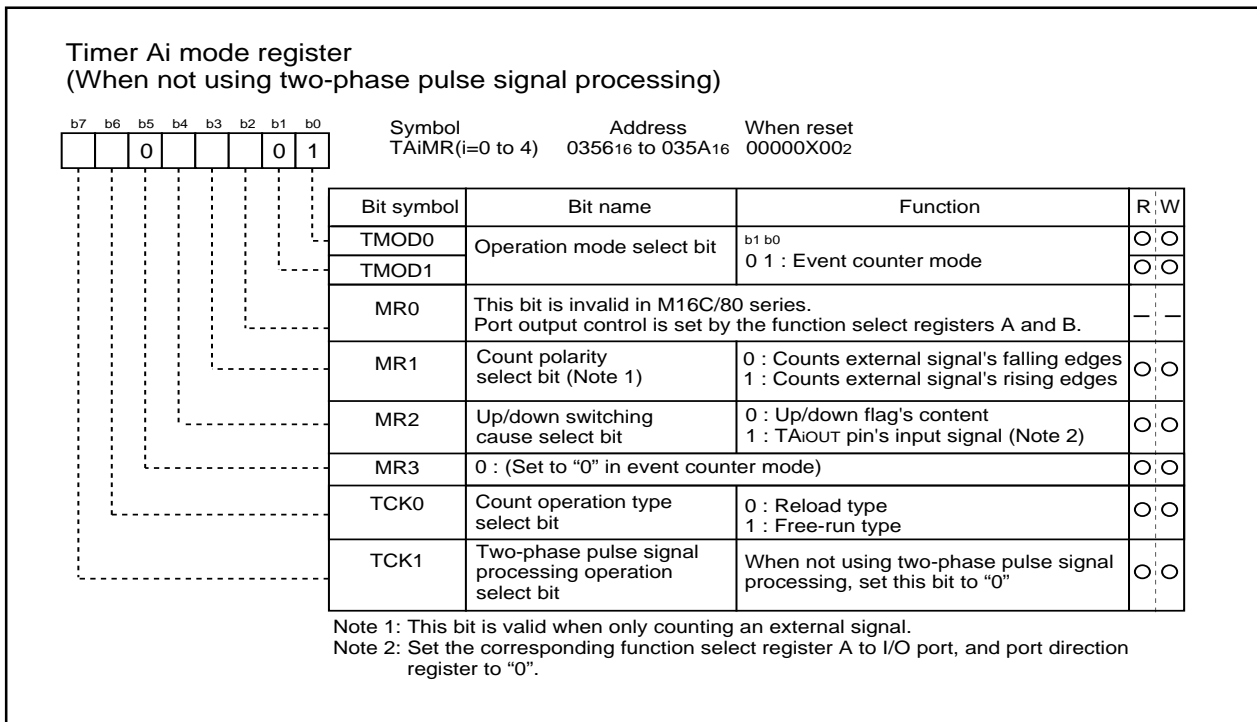 Timer Ai mode register
(When not using two-phase pulse signal processing)
b7 b6 b5 b4 b3 b2 b1 b0
0 0 1
Symbol Address When reset
TAiMR(i=0 to 4) 035616 to 035A16 00000X002
Bit symbol Bit name Function R W
TMOD0 Operation mode select bit b1 b0
TMOD1 0 1 : Event counter mode
MR0 This bit is invalid in M16C/80 series.
Port output control is set by the function select registers A and B. – –
MR1 Count polarity 0 : Counts external signal's falling edges
select bit (Note 1) 1 : Counts external signal's rising edges
MR2 Up/down switching 0 : Up/down flag's content
cause select bit 1 : TAiOUT pin's input signal (Note 2)
MR3 0 : (Set to “0” in event counter mode)
TCK0 Count operation type 0 : Reload type
select bit 1 : Free-run type
TCK1 Two-phase pulse signal When not using two-phase pulse signal
processing operation processing, set this bit to “0”
select bit
Note 1: This bit is valid when only counting an external signal.
Note 2: Set the corresponding function select register A to I/O port, and port direction
register to “0”.